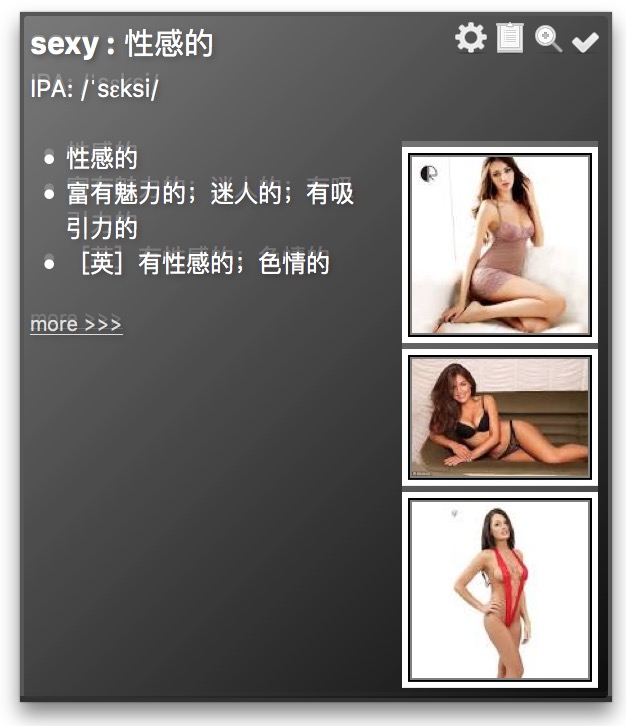 sexy : 性感的
IPA: /ˈsɛksi/
性感的
富有魅力的；迷人的；有吸
引力的
［英］有性感的；色情的
more >>>